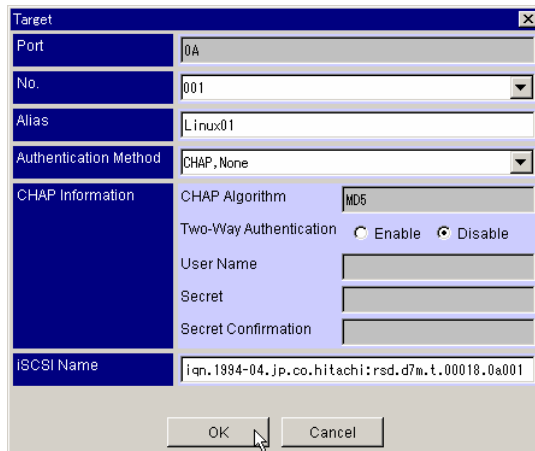 Target
Port 0A
No. 001
Alias Linux01
Authentication Method CHAP,None
CHAP Information CHAP Algorithm MD5
Two-Way Authentication Enable Disable
User Name
Secret
Secret Confirmation
iSCSI Name iqn.1994-04.jp.co.hitachi:rsd.d7m.t.00018.0a001
OK Cancel